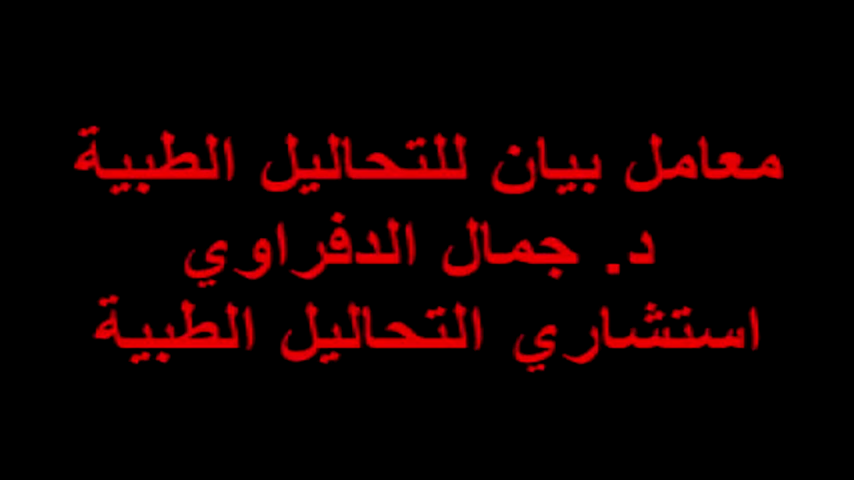 معامل بيان للتحاليل الطبية
د. جمال الدفراوي
استشاري التحاليل الطبية